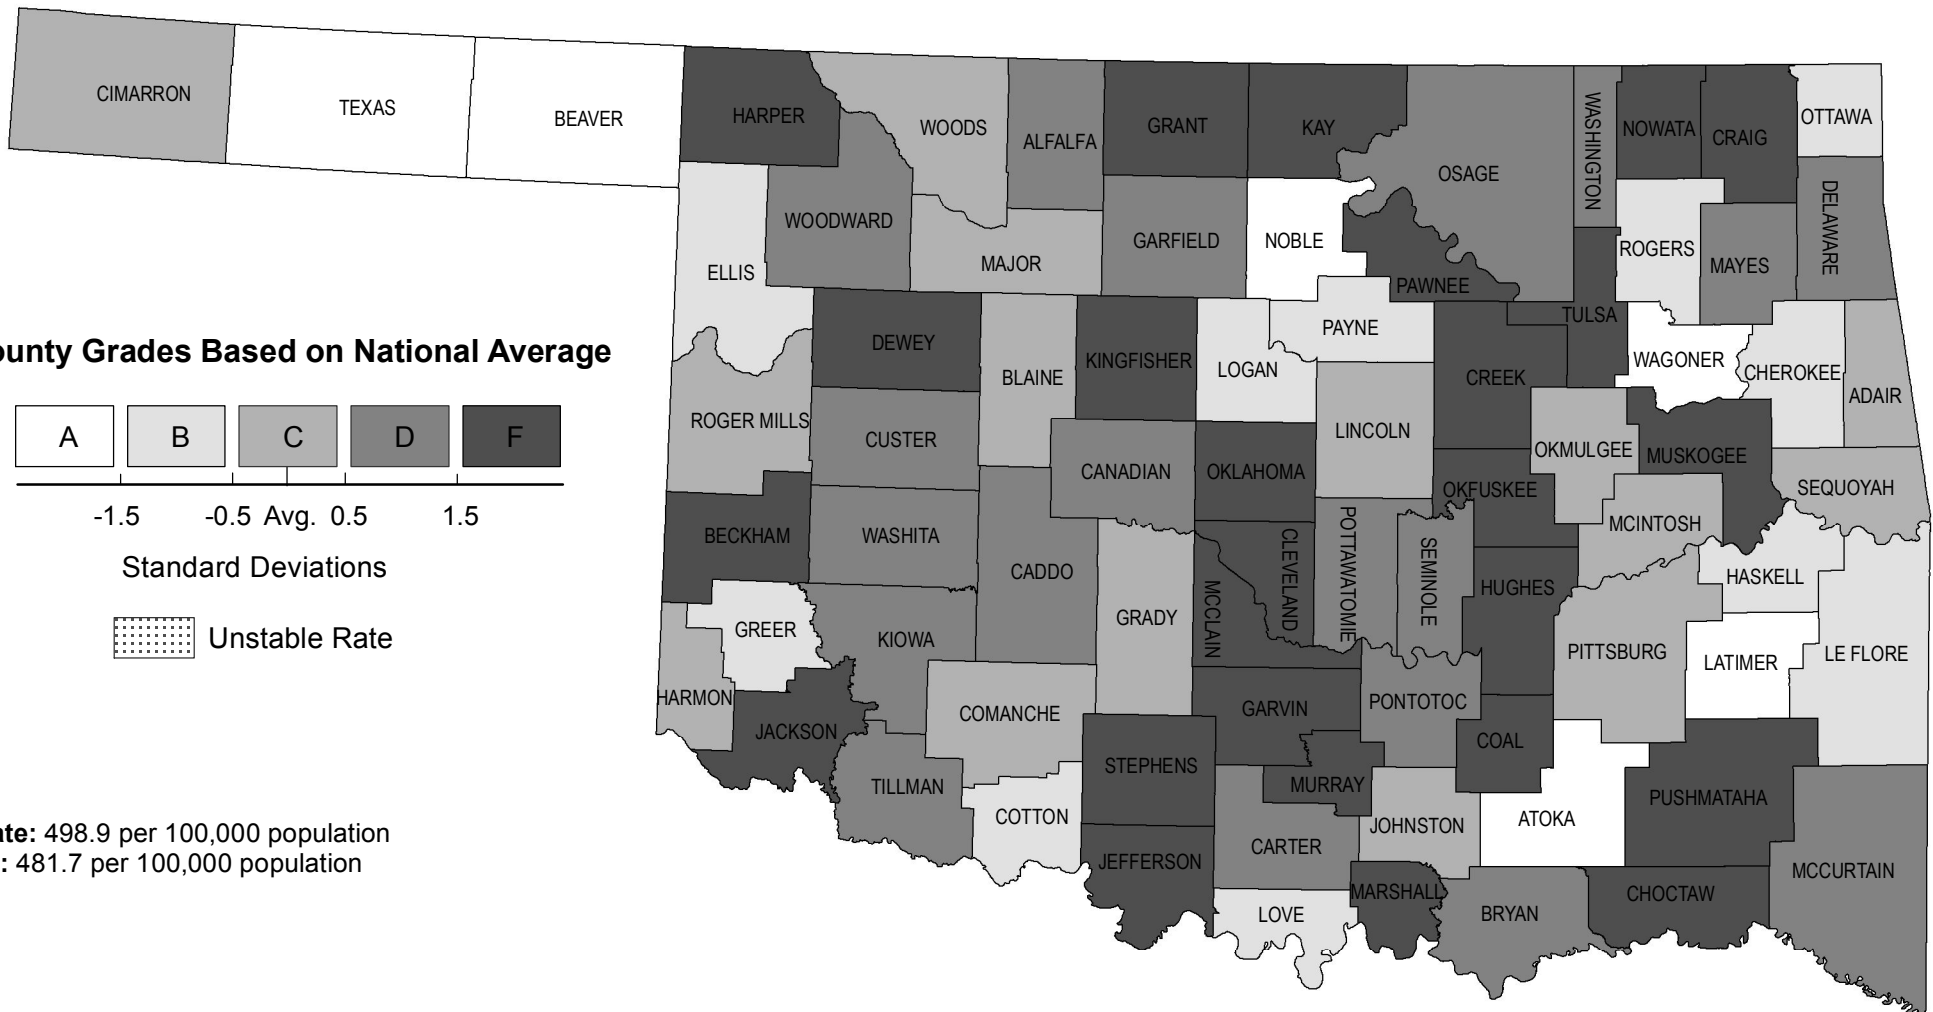 CIMARRON
TEXAS
BEAVER
HARPER
WOODS
ALFALFA
GRANT
KAY
OSAGE
WASHINGTON
NOWATA
CRAIG
OTTAWA
WOODWARD
ELLIS
MAJOR
GARFIELD
NOBLE
PAWNEE
ROGERS
MAYES
DELAWARE
TULSA
ounty Grades Based on National Average
A B C D F
-1.5 -0.5 Avg. 0.5 1.5
Standard Deviations
Unstable Rate
DEWEY
BLAINE
KINGFISHER
LOGAN
PAYNE
CREEK
WAGONER
CHEROKEE
ADAIR
ROGER MILLS
CUSTER
CANADIAN
OKLAHOMA
LINCOLN
OKMULGEE
MUSKOGEE
SEQUOYAH
OKFUSKEE
MCINTOSH
BECKHAM
WASHITA
CADDO
GRADY
MCCLAIN
CLEVELAND
POTTAWATOMIE
SEMINOLE
HUGHES
HASKELL
GREER
KIOWA
PITTSBURG
LATIMER
LE FLORE
HARMON
JACKSON
COMANCHE
STEPHENS
GARVIN
PONTOTOC
COAL
MURRAY
TILLMAN
COTTON
JEFFERSON
CARTER
JOHNSTON
ATOKA
PUSHMATAHA
MCCURTAIN
LOVE
MARSHALL
BRYAN
CHOCTAW
ate: 498.9 per 100,000 population
: 481.7 per 100,000 population